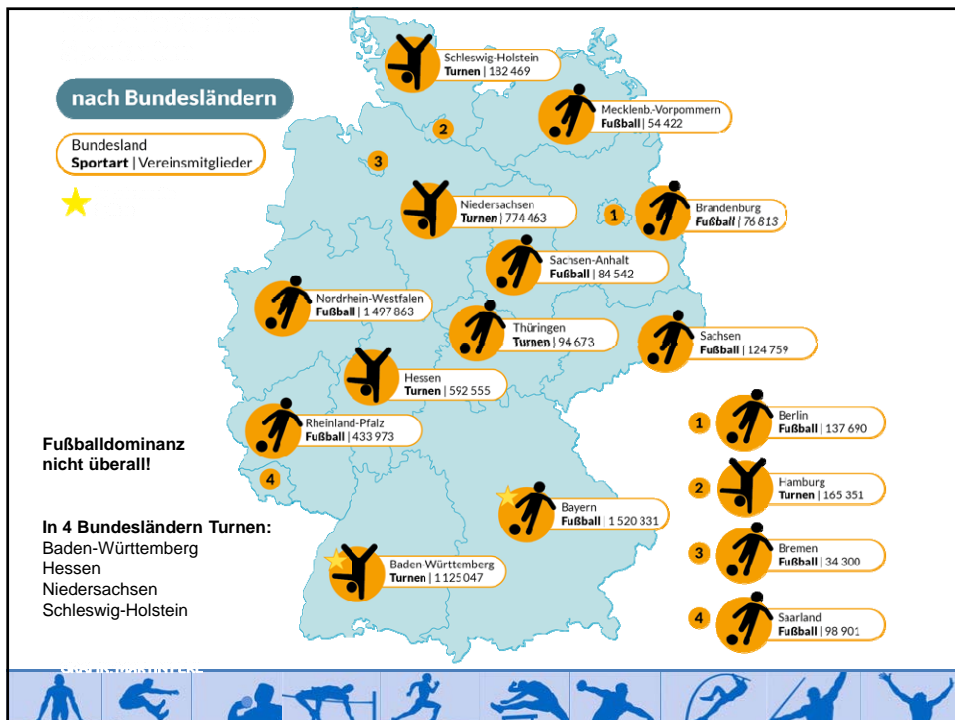 nach Bundesländern
Bundesland
Sportart | Vereinsmitglieder
Schleswig-Holstein
Turnen | 182 469
Mecklenb.-Vorpommern
Fußball | 54 422
2
3
Niedersachsen
Turnen | 774 463
1
Brandenburg
Fußball | 76 813
Sachsen-Anhalt
Fußball | 84 542
Nordrhein-Westfalen
Fußball | 1 497 863
Thüringen
Turnen | 94 673
Sachsen
Fußball | 124 759
Hessen
Turnen | 592 555
Rheinland-Pfalz
Fußball | 433 973
4
Bayern
Fußball | 1 520 331
Baden-Württemberg
Turnen | 1 125 047
Fußballdominanz
nicht überall!
In 4 Bundesländern Turnen:
Baden-Württemberg
Hessen
Niedersachsen
Schleswig-Holstein
1
Berlin
Fußball | 137 690
2
Hamburg
Turnen | 165 351
3
Bremen
Fußball | 34 300
4
Saarland
Fußball | 98 901